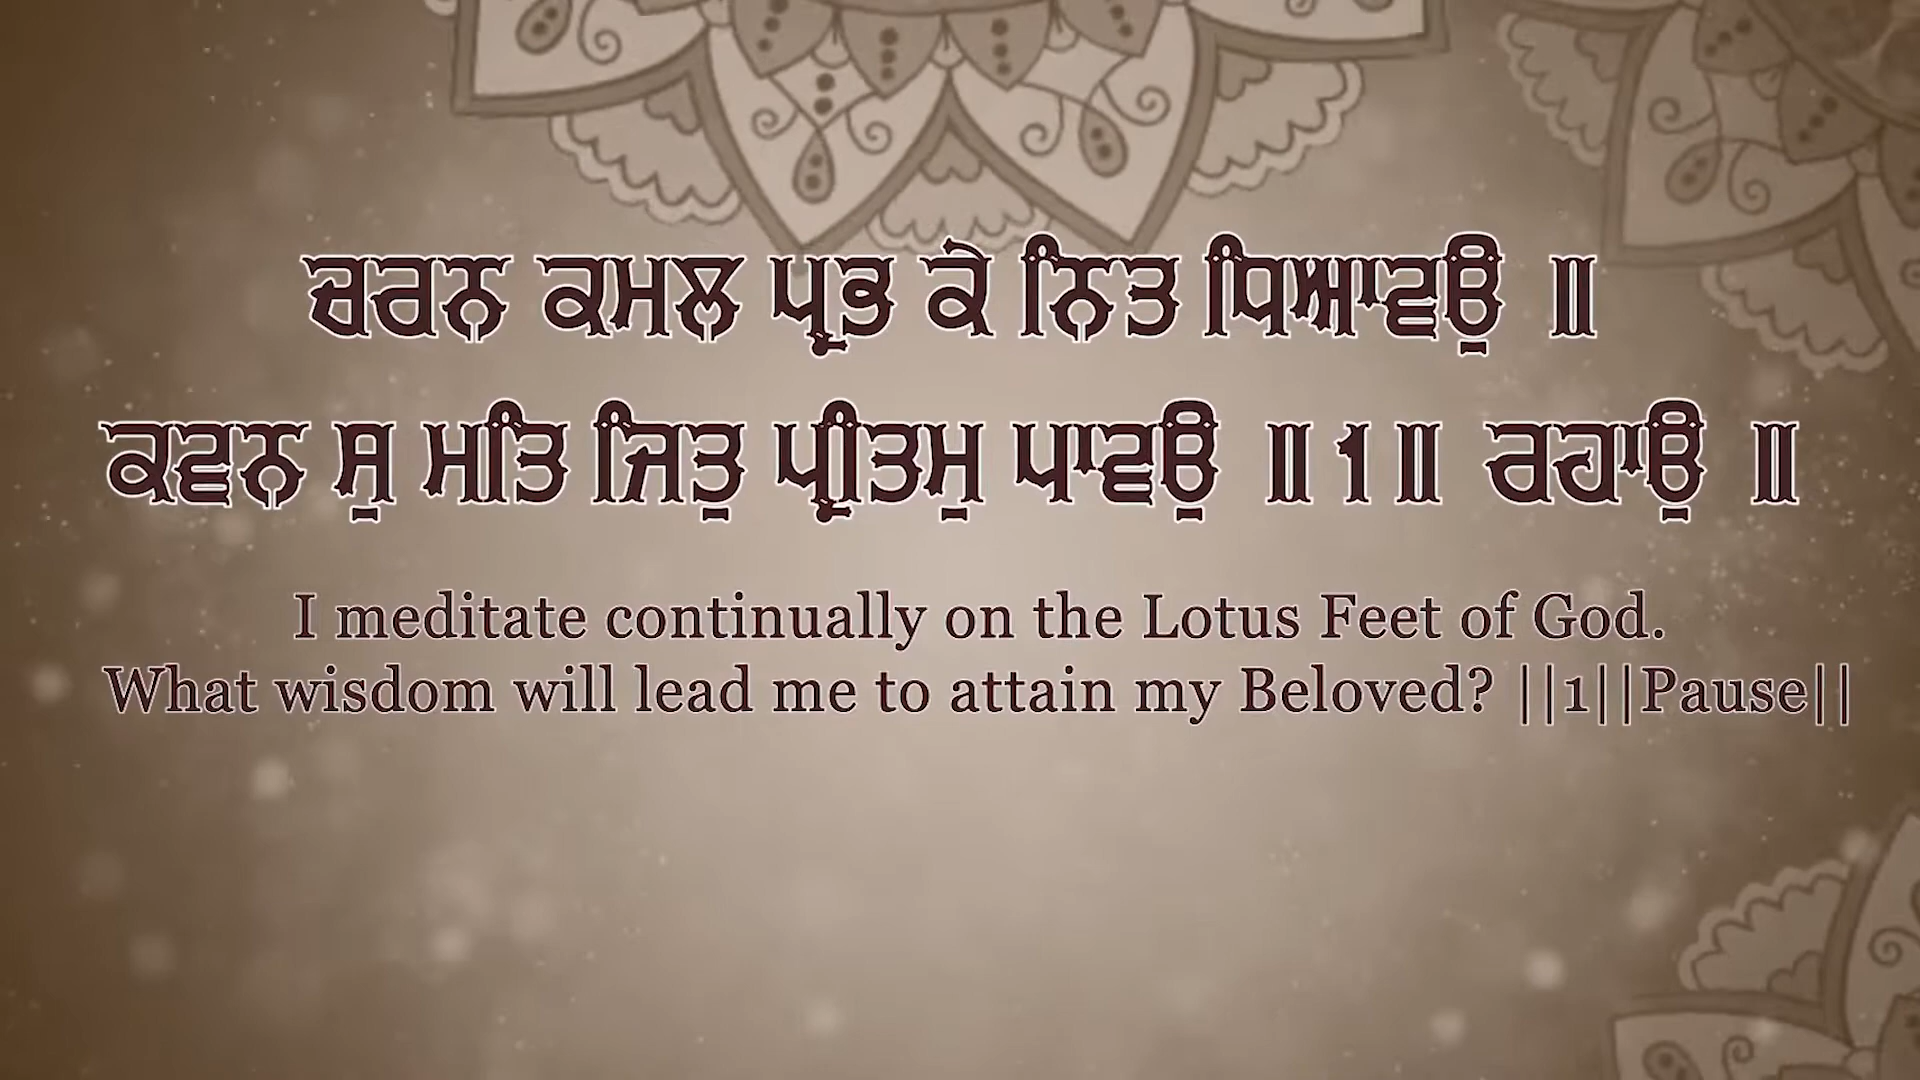 ਚਰਨ ਕਮਲ ਪ੍ਰਭ ਕੇ ਨਿਤ ਧਿਆਵਉ ॥
ਕਵਨ ਸੁ ਮਤਿ ਜਿਤੁ ਪ੍ਰੀਤਮੁ ਪਾਵਉ ॥1॥ ਰਹਾਉ ॥
I meditate continually on the Lotus Feet of God.
What wisdom will lead me to attain my Beloved? ||1||Pause||